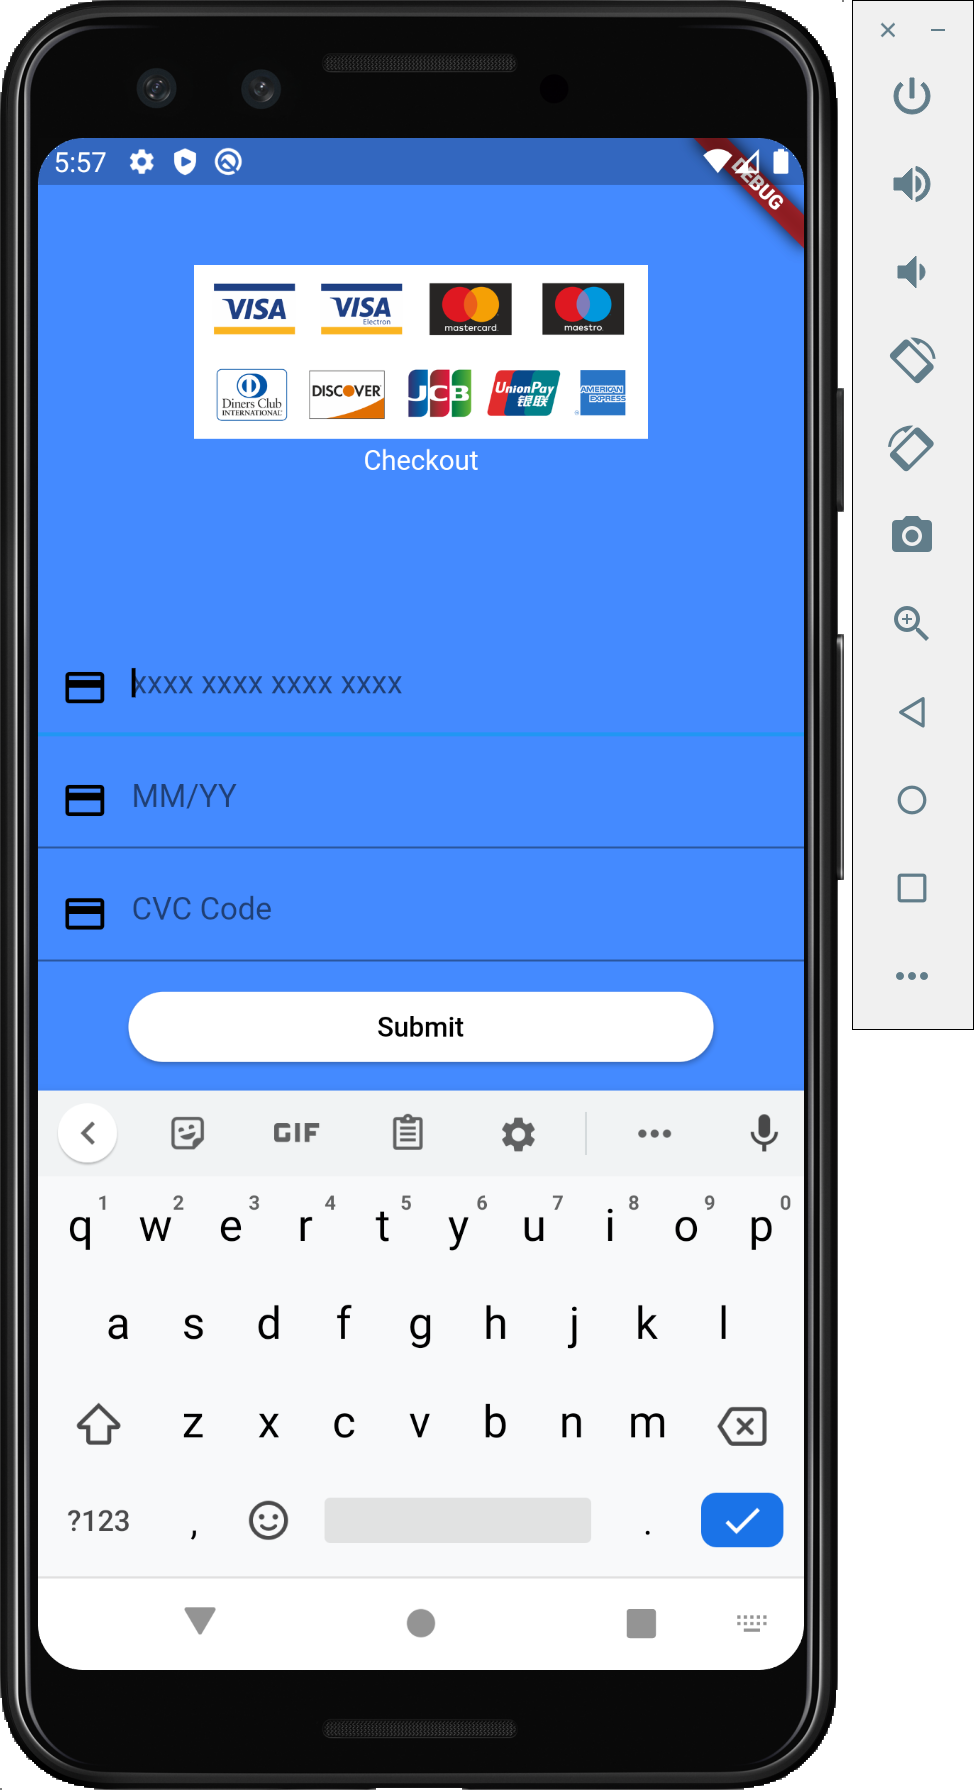 5:57
DEBUG
VISA VISA mastercard. maestro.
Electron
Diners Club INTERNATIONAL DISCOVER JCB UnionPay 银联 AMERICAN EXPRESS
Checkout
xxxx xxxx xxxx xxxx
MM/YY
CVC Code
Submit
GIF
1 2 3 4 5 6 7 8 9 0
q w e r t y u i o p
a s d f g h j k l
z x c v b n m
?123 , .